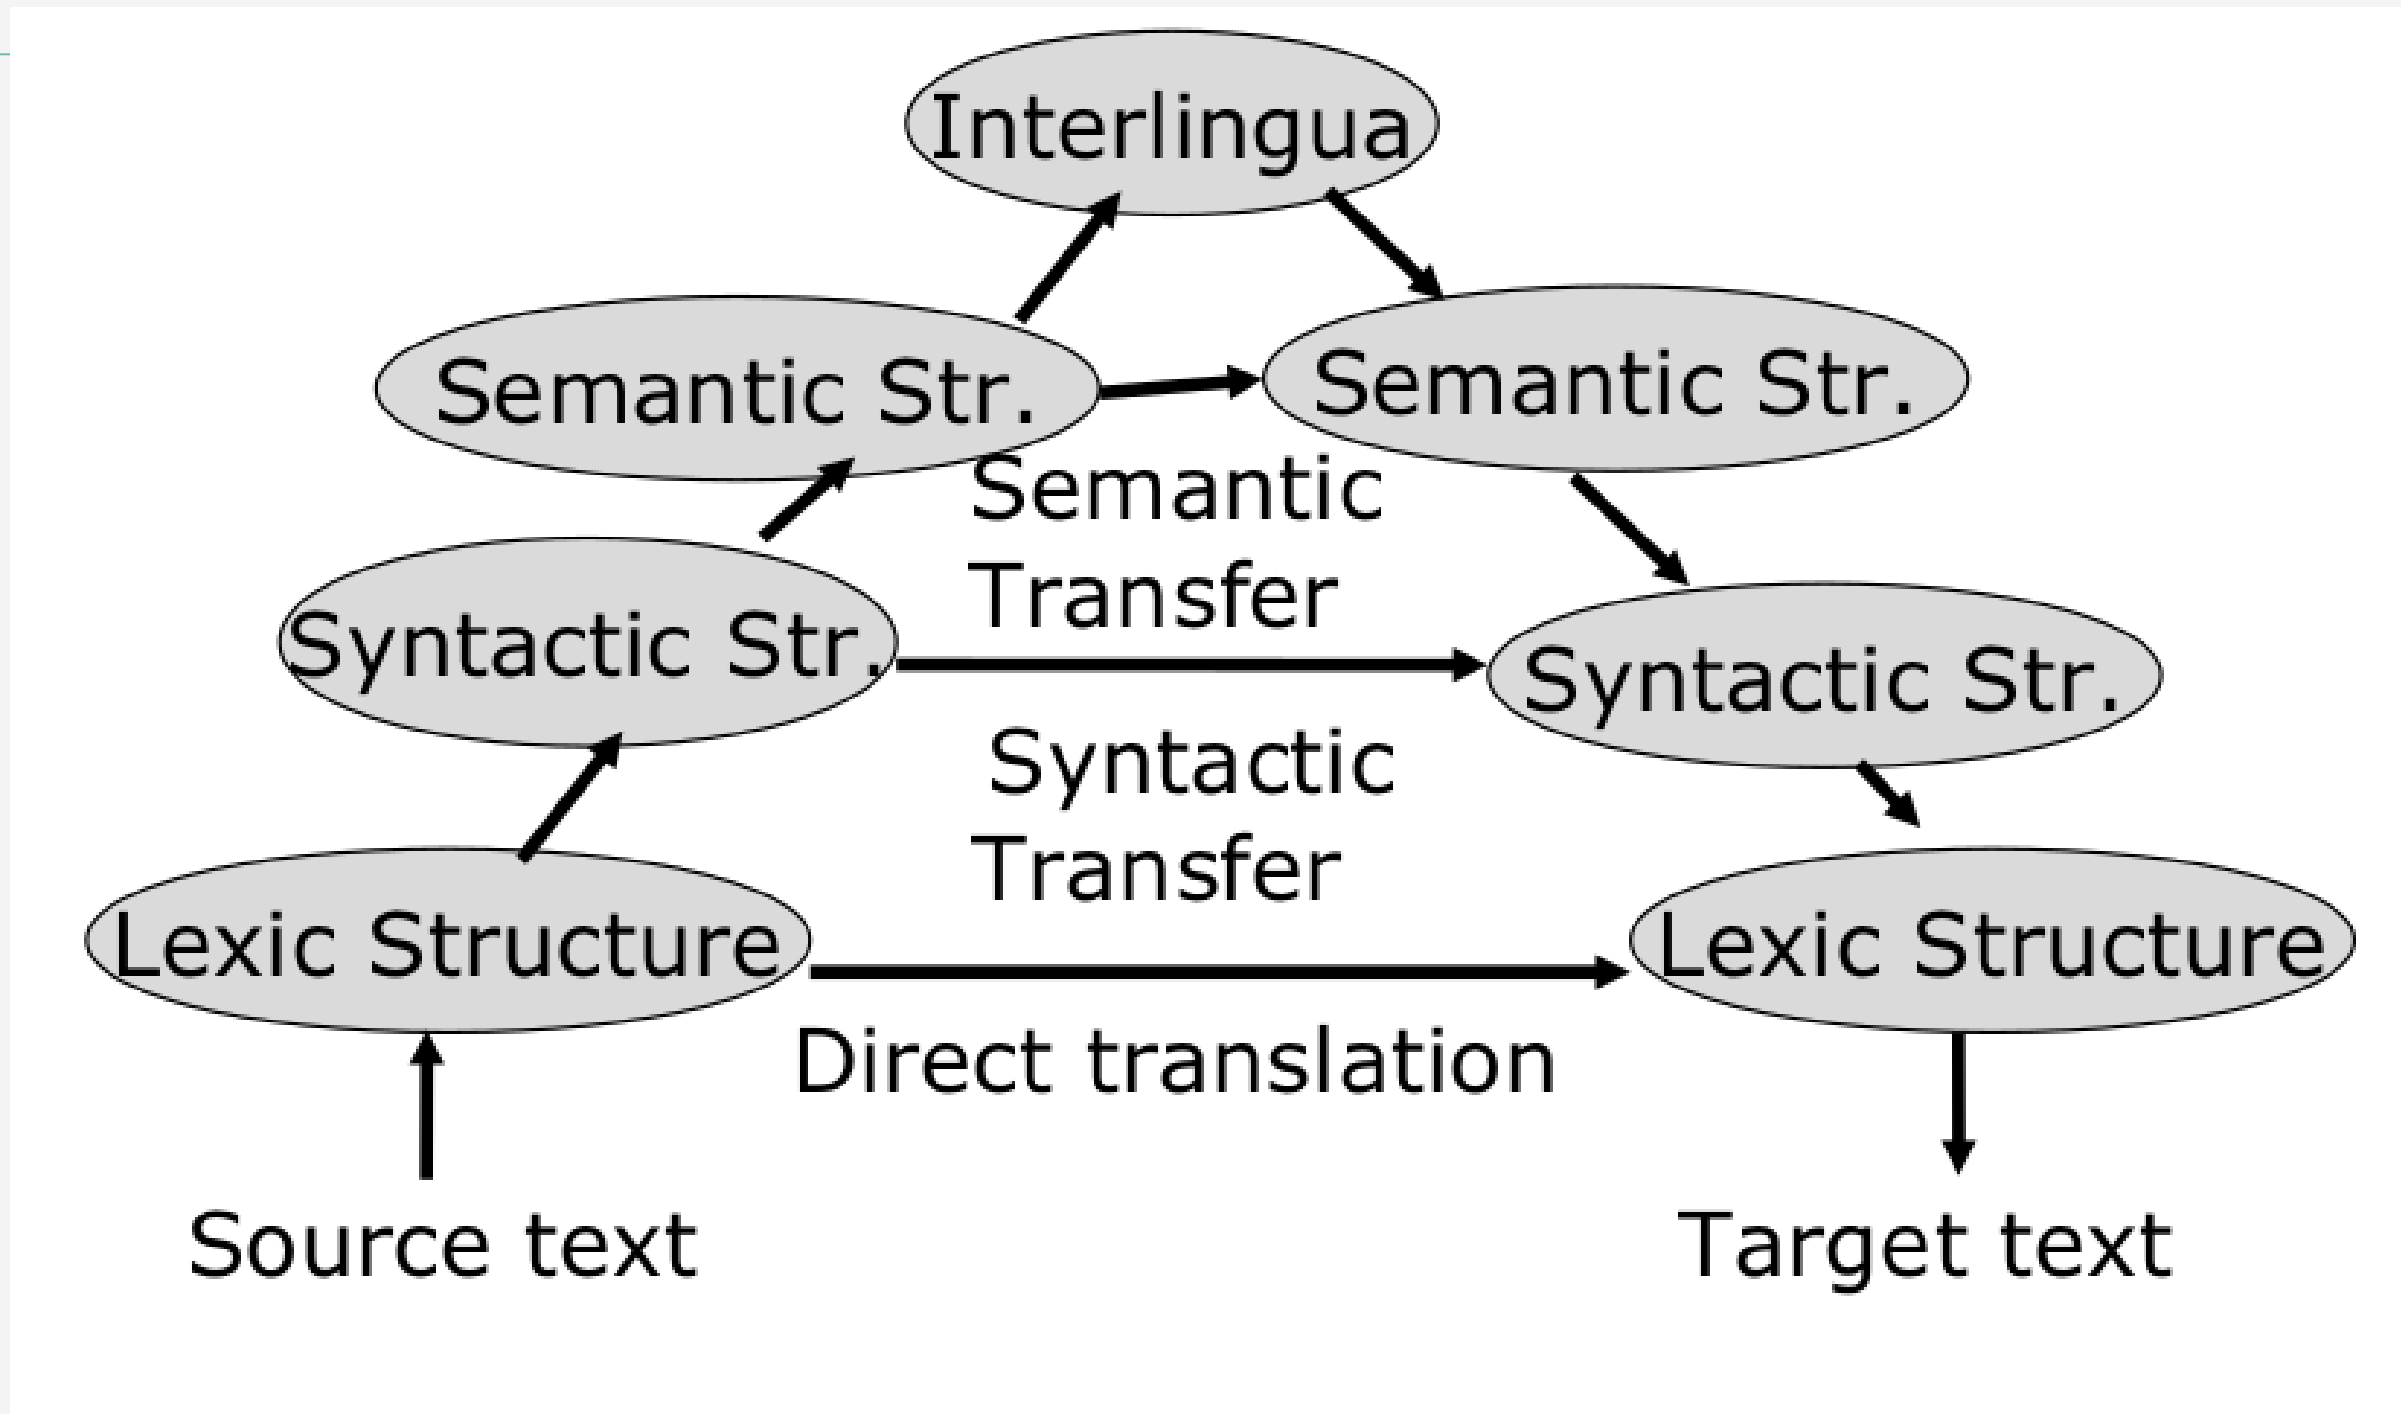 Interlingua
Semantic Str.
Semantic Str.
Semantic
Transfer
Syntactic Str.
Syntactic Str.
Syntactic
Transfer
Lexic Structure
Lexic Structure
Direct translation
Source text
Target text